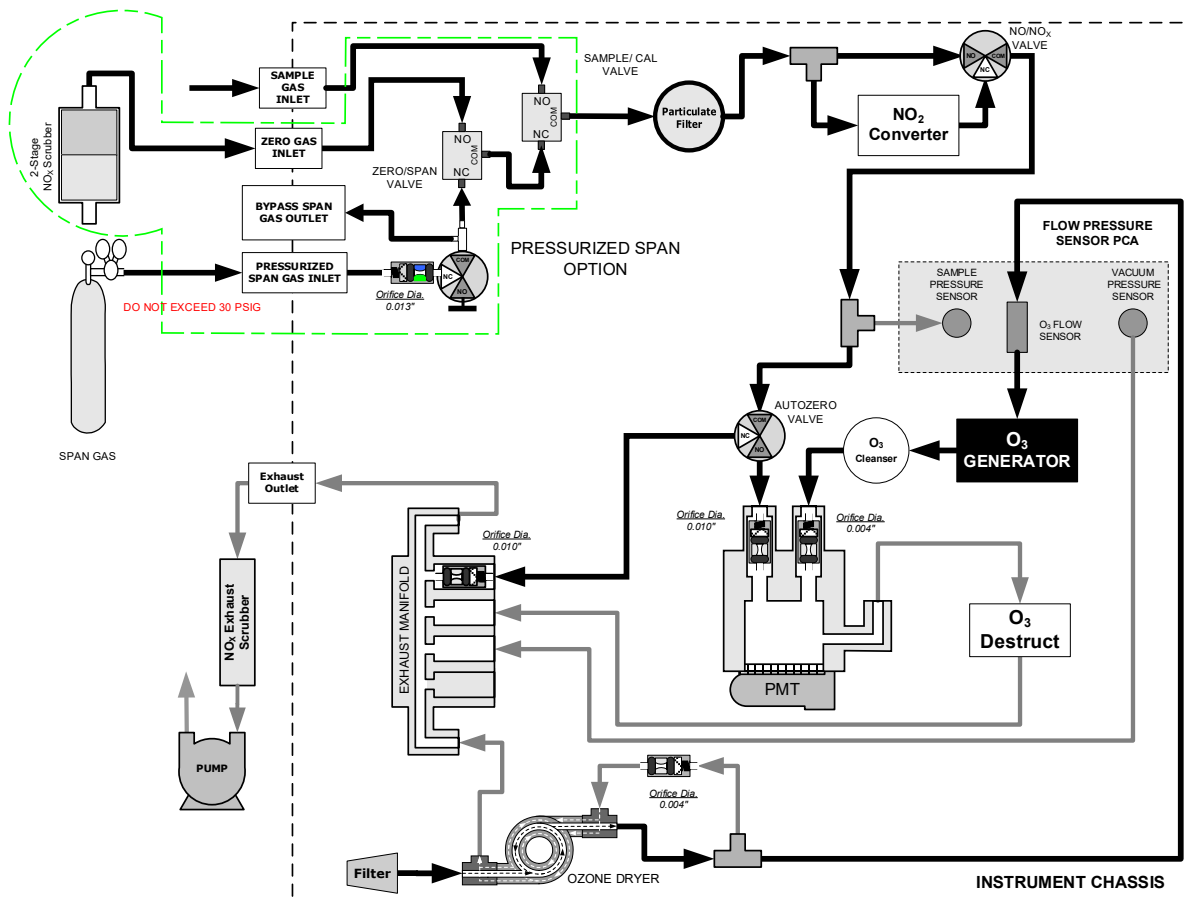 NO/NOX
VALVE
SAMPLE
GAS
INLET
SAMPLE/ CAL
VALVE
NO
COM
NC
2-Stage
NOX Scrubber
ZERO GAS
INLET
NO
COM
NC
ZERO/SPAN
VALVE
Particulate
Filter
COM
NC
NO2
Converter
BYPASS SPAN
GAS OUTLET
PRESSURIZED
SPAN GAS INLET
COM
NC
NO
Orifice Dia.
0.013"
DO NOT EXCEED 30 PSIG
PRESSURIZED SPAN
OPTION
SPAN GAS
FLOW PRESSURE
SENSOR PCA
SAMPLE
PRESSURE
SENSOR
VACUUM
PRESSURE
SENSOR
O3 FLOW
SENSOR
AUTOZERO
VALVE
COM
NC
NO
O3
Cleanser
O3
GENERATOR
Exhaust
Outlet
Orifice Dia.
0.010"
Orifice Dia.
0.004"
Orifice Dia.
0.010"
NOX Exhaust
Scrubber
EXHAUST MANIFOLD
O3
Destruct
PMT
PUMP
Orifice Dia.
0.004"
Filter
OZONE DRYER
INSTRUMENT CHASSIS